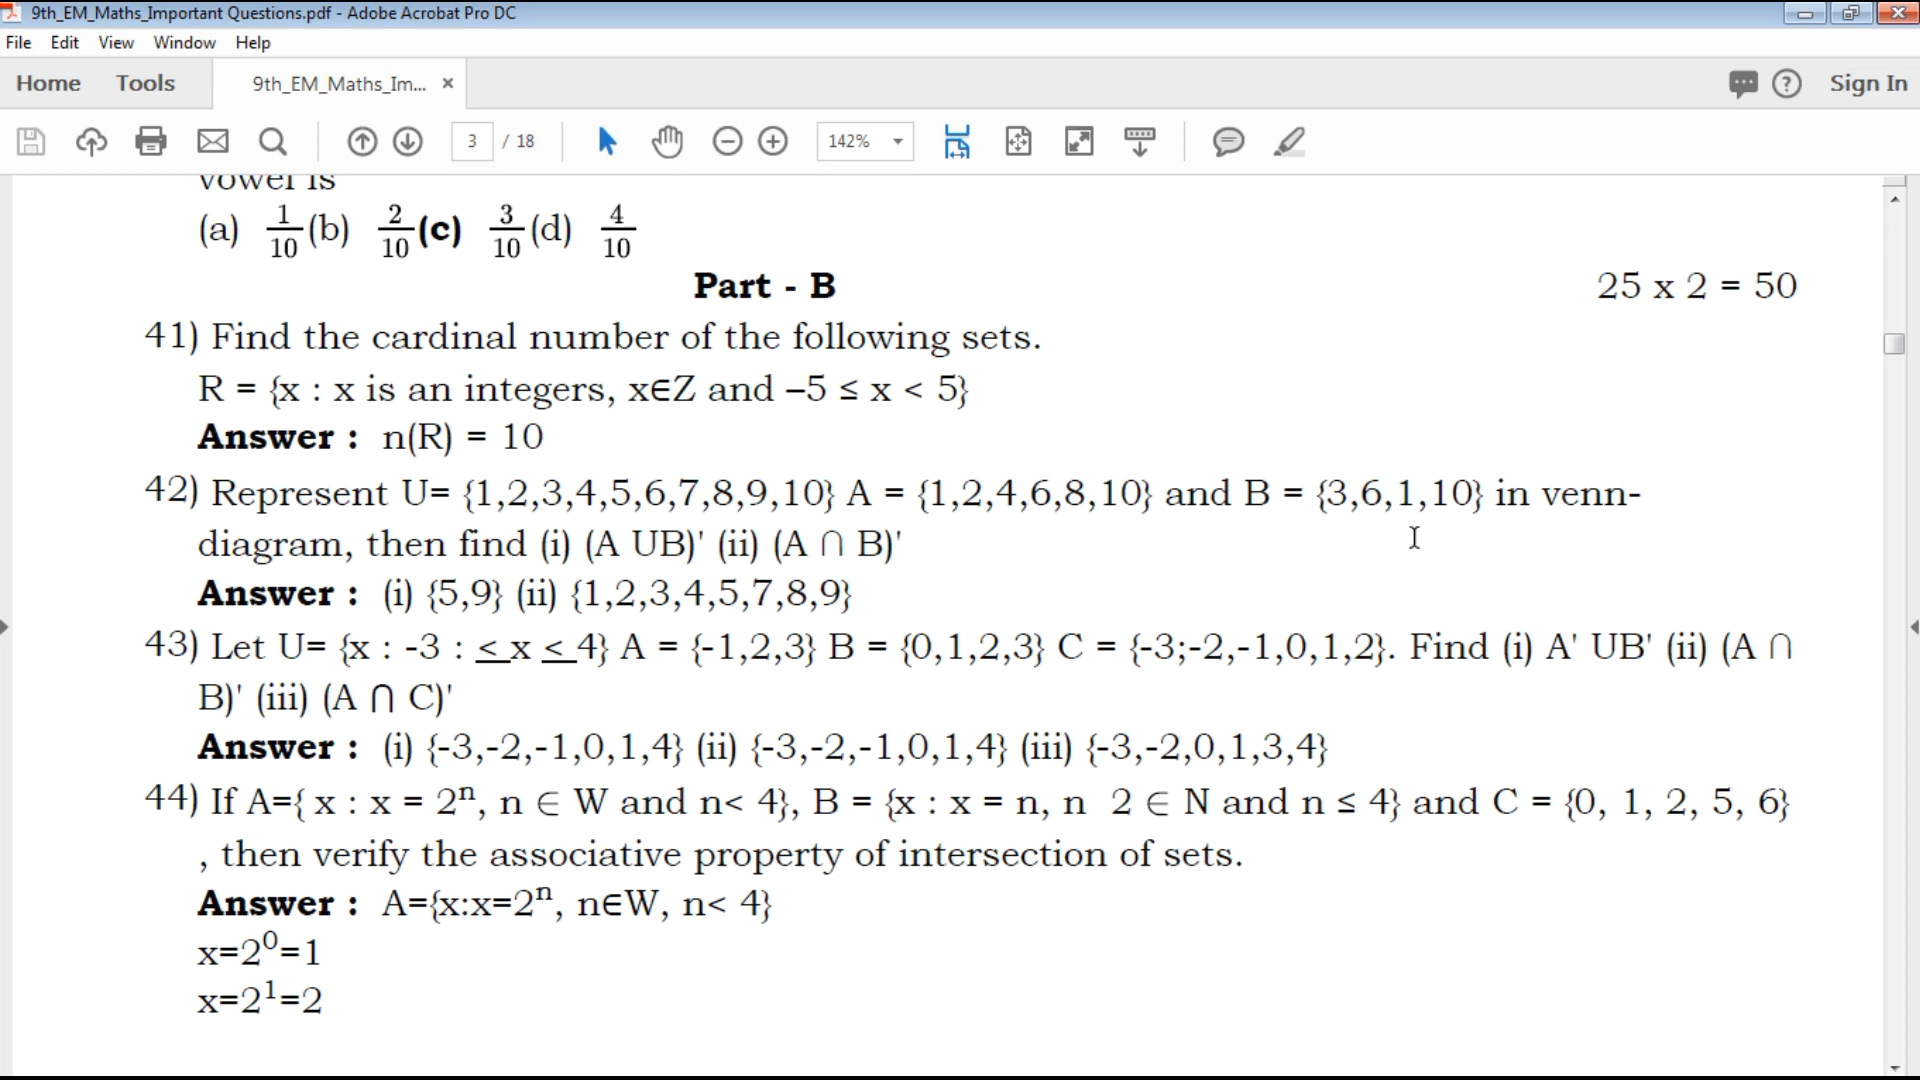 9th_EM_Maths_Important Questions.pdf - Adobe Acrobat Pro DC
File Edit View Window Help
Home Tools 9th_EM_Maths_Im... × Sign In
3 / 18 142%
vowel is
(a) 1/10 (b) 2/10 (c) 3/10 (d) 4/10
Part - B 25 x 2 = 50
41) Find the cardinal number of the following sets.
R = {x : x is an integers, x∈Z and –5 ≤ x < 5}
Answer : n(R) = 10
42) Represent U= {1,2,3,4,5,6,7,8,9,10} A = {1,2,4,6,8,10} and B = {3,6,1,10} in venn-
diagram, then find (i) (A UB)' (ii) (A ∩ B)'
Answer : (i) {5,9} (ii) {1,2,3,4,5,7,8,9}
43) Let U= {x : -3 : < x < 4} A = {-1,2,3} B = {0,1,2,3} C = {-3;-2,-1,0,1,2}. Find (i) A' UB' (ii) (A ∩
B)' (iii) (A ∩ C)'
Answer : (i) {-3,-2,-1,0,1,4} (ii) {-3,-2,-1,0,1,4} (iii) {-3,-2,0,1,3,4}
44) If A={ x : x = 2ⁿ, n ∈ W and n< 4}, B = {x : x = n, n 2 ∈ N and n ≤ 4} and C = {0, 1, 2, 5, 6}
, then verify the associative property of intersection of sets.
Answer : A={x:x=2ⁿ, n∈W, n< 4}
x=2⁰=1
x=2¹=2